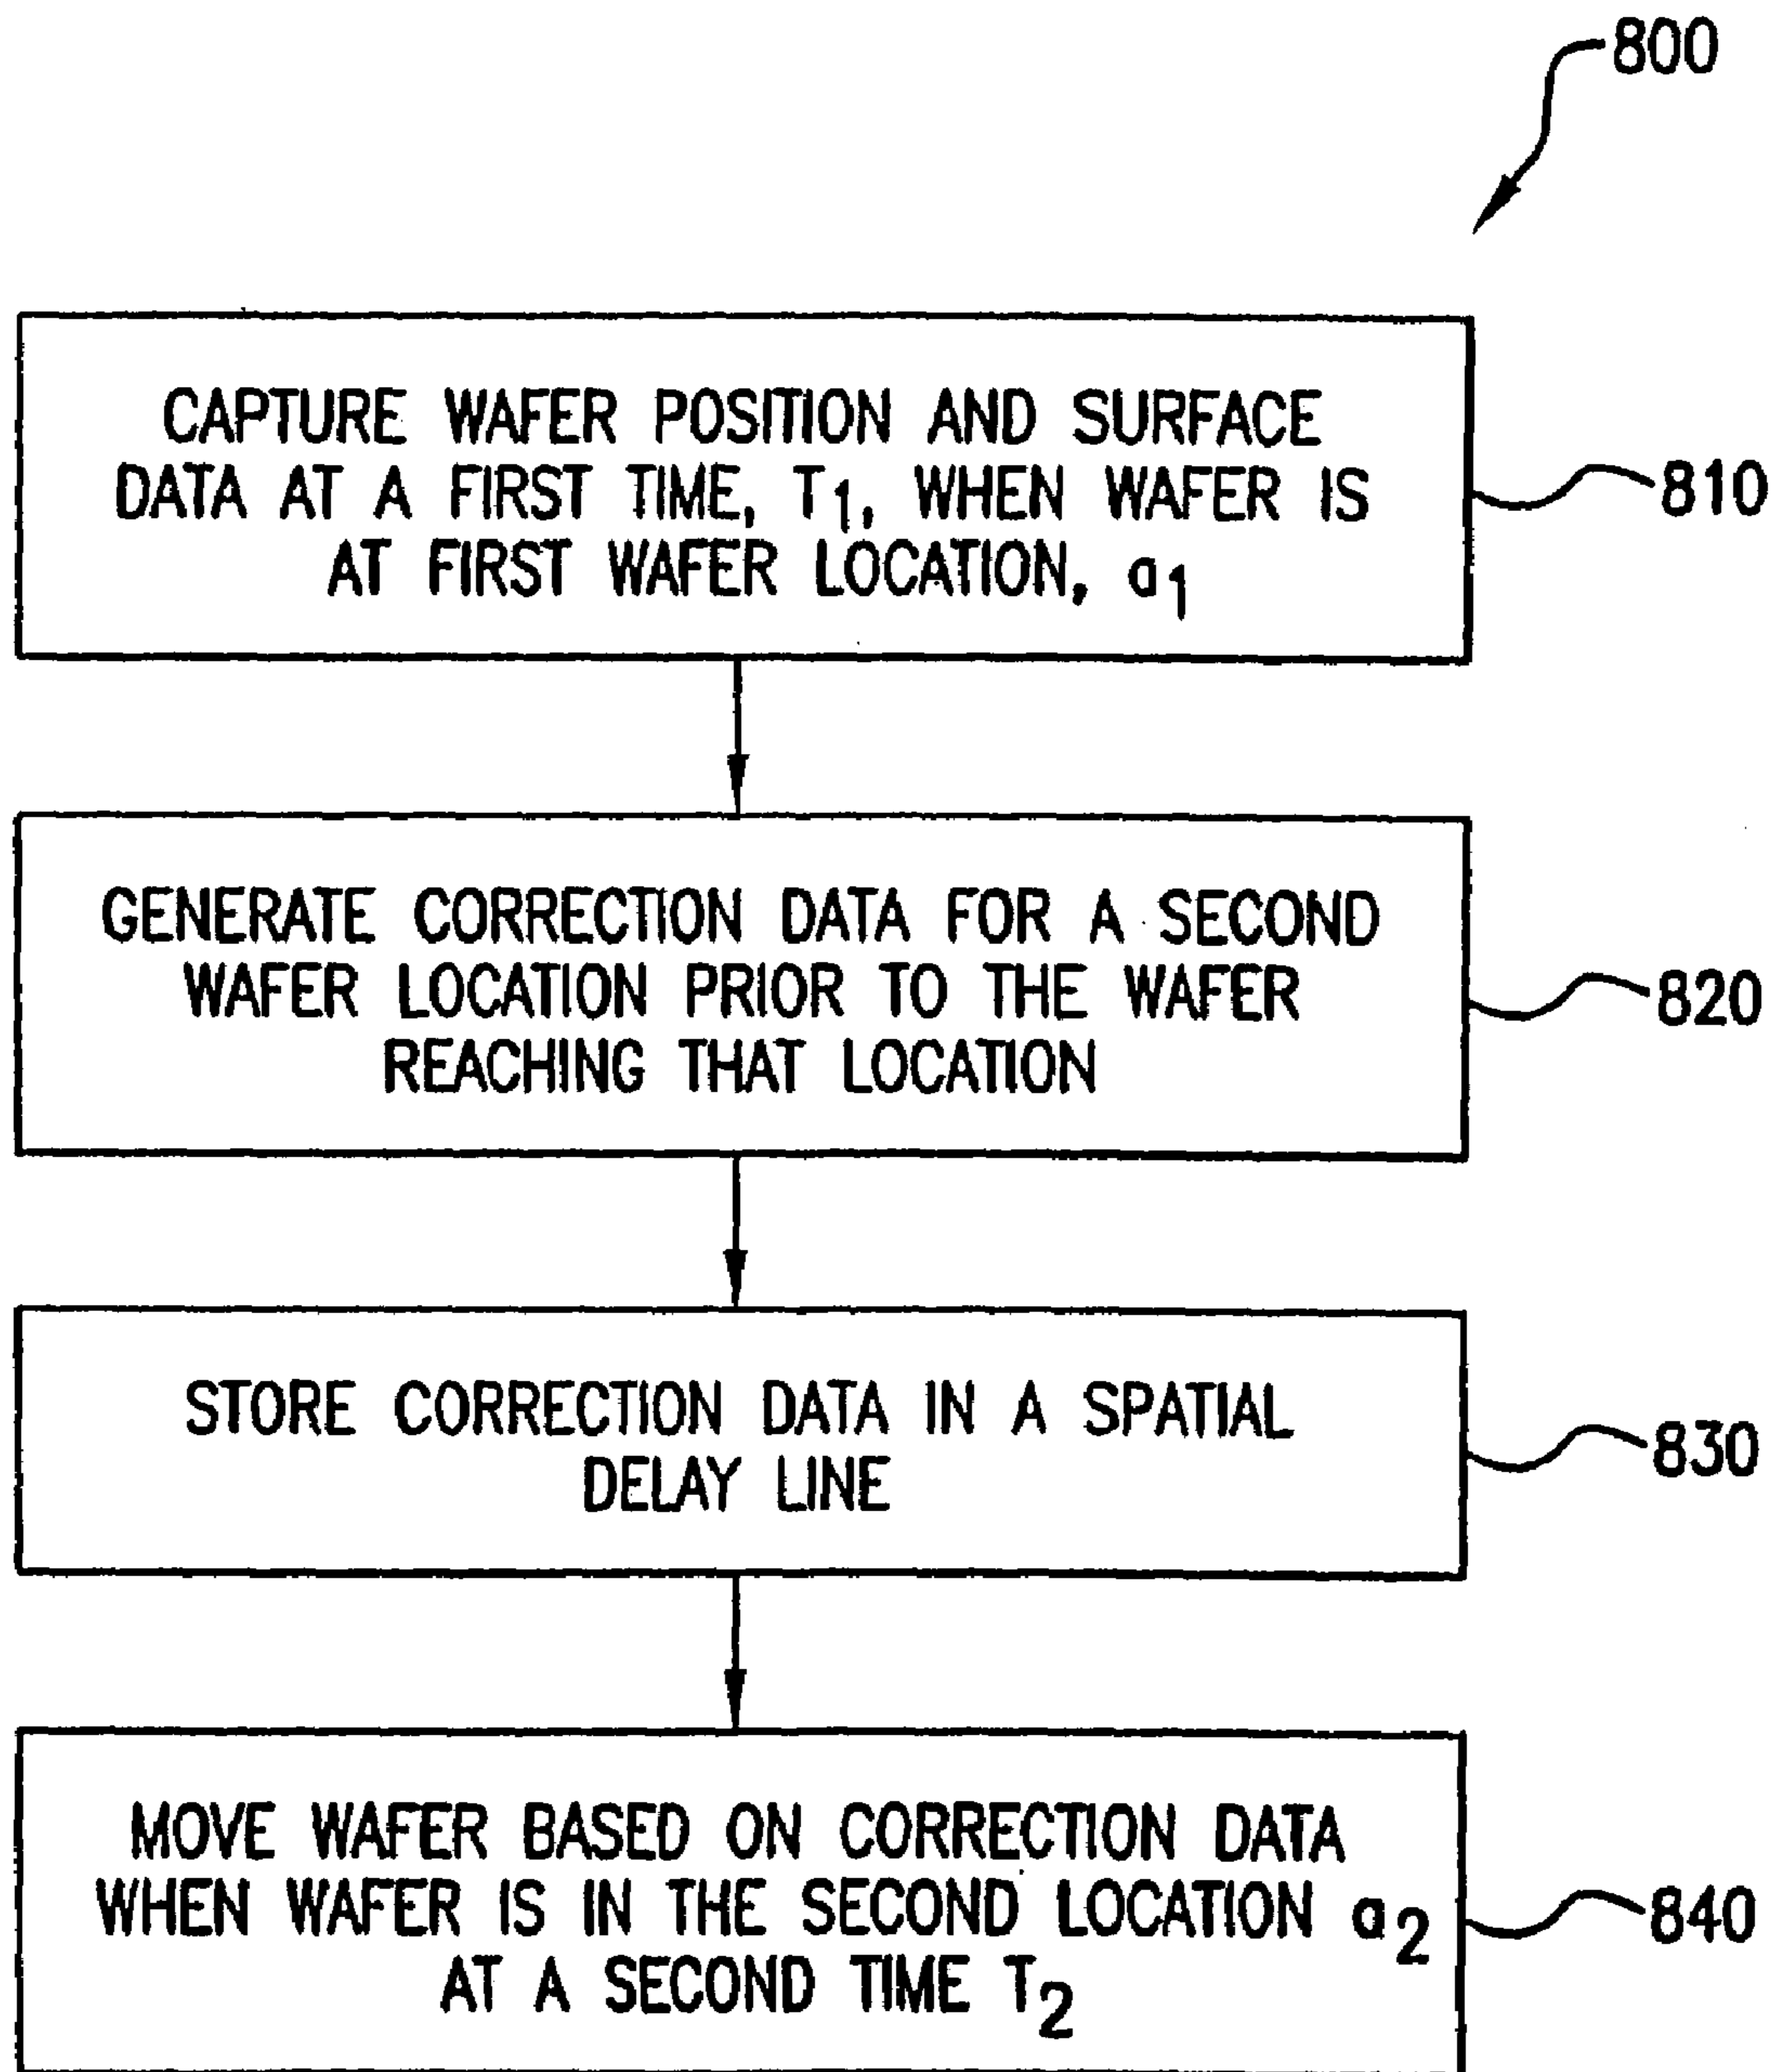 800
CAPTURE WAFER POSITION AND SURFACE
DATA AT A FIRST TIME, T1, WHEN WAFER IS
AT FIRST WAFER LOCATION, a1
810
GENERATE CORRECTION DATA FOR A SECOND
WAFER LOCATION PRIOR TO THE WAFER
REACHING THAT LOCATION
820
STORE CORRECTION DATA IN A SPATIAL
DELAY LINE
830
MOVE WAFER BASED ON CORRECTION DATA
WHEN WAFER IS IN THE SECOND LOCATION a2
AT A SECOND TIME T2
840